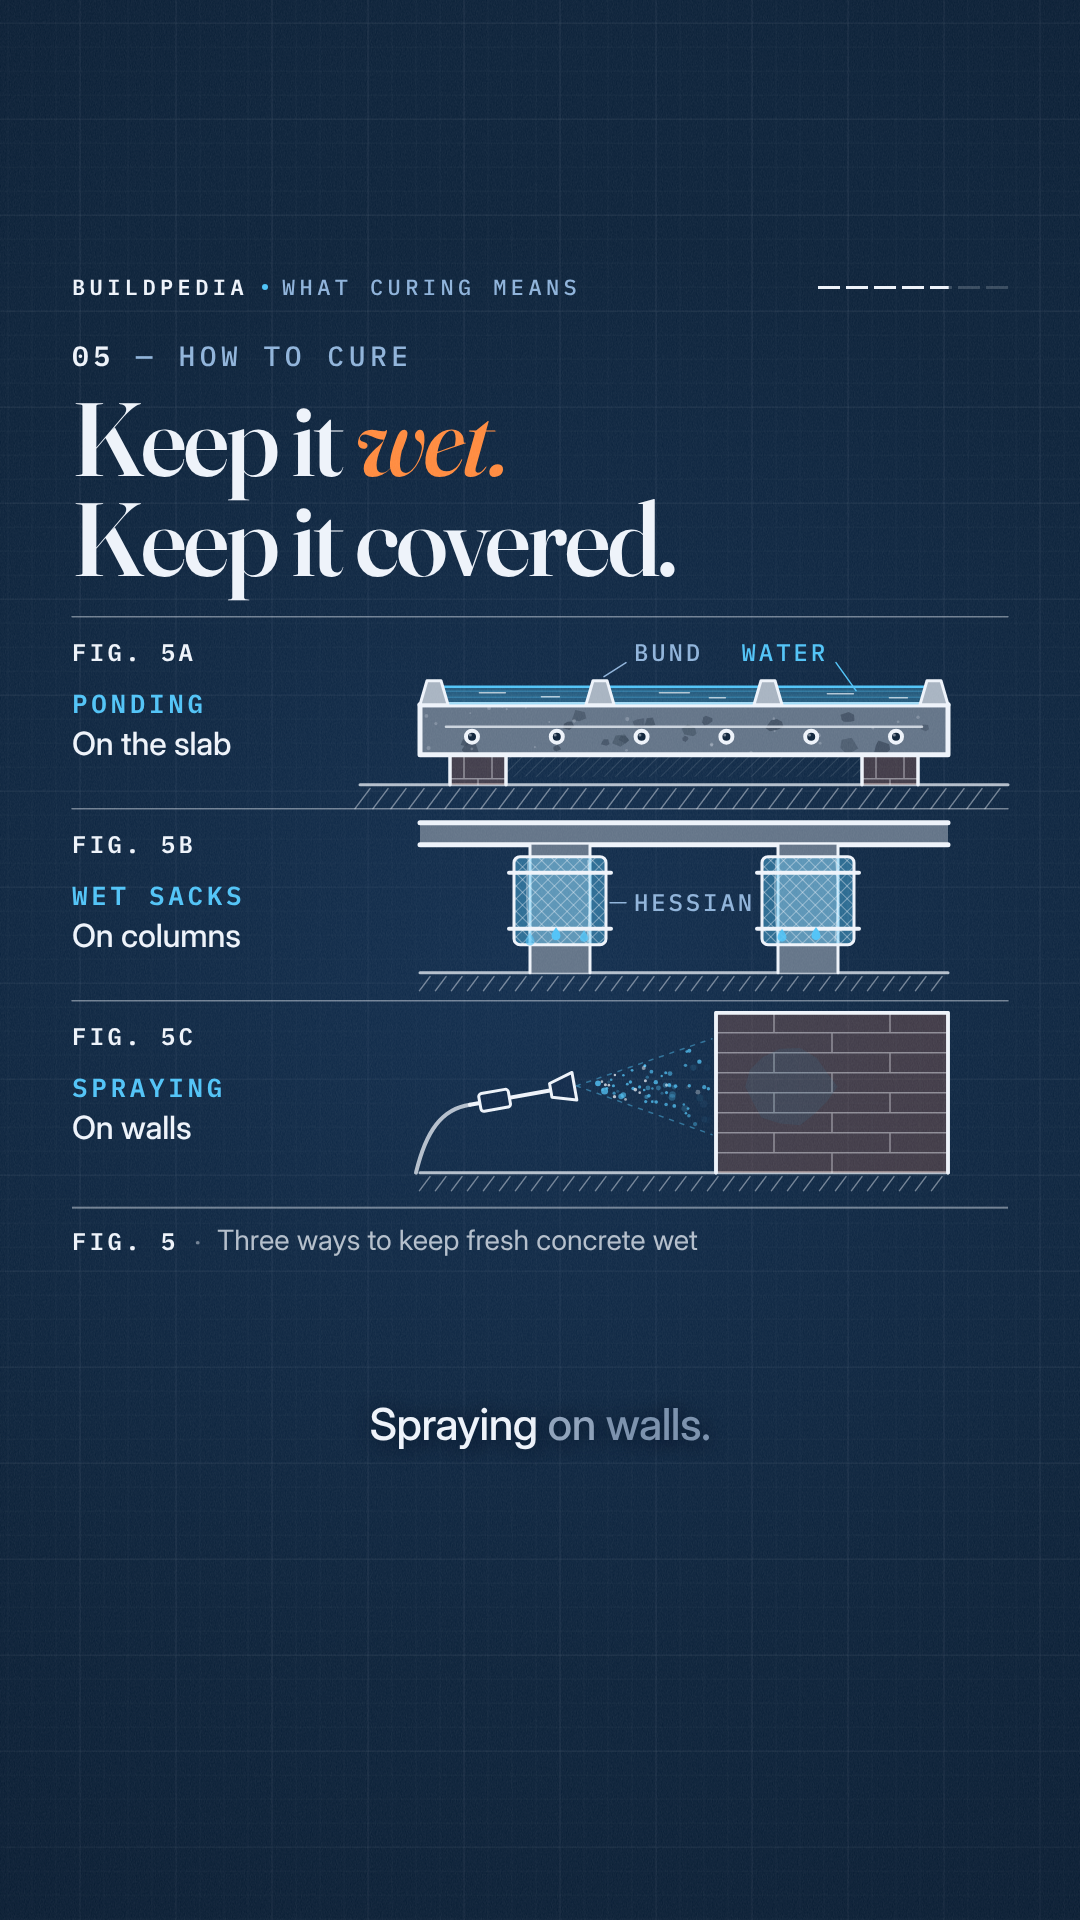 BUILDPEDIA • WHAT CURING MEANS
05 — HOW TO CURE
Keep it wet.
Keep it covered.
FIG. 5A
PONDING
On the slab
BUND
WATER
FIG. 5B
WET SACKS
On columns
HESSIAN
FIG. 5C
SPRAYING
On walls
FIG. 5 · Three ways to keep fresh concrete wet
Spraying on walls.